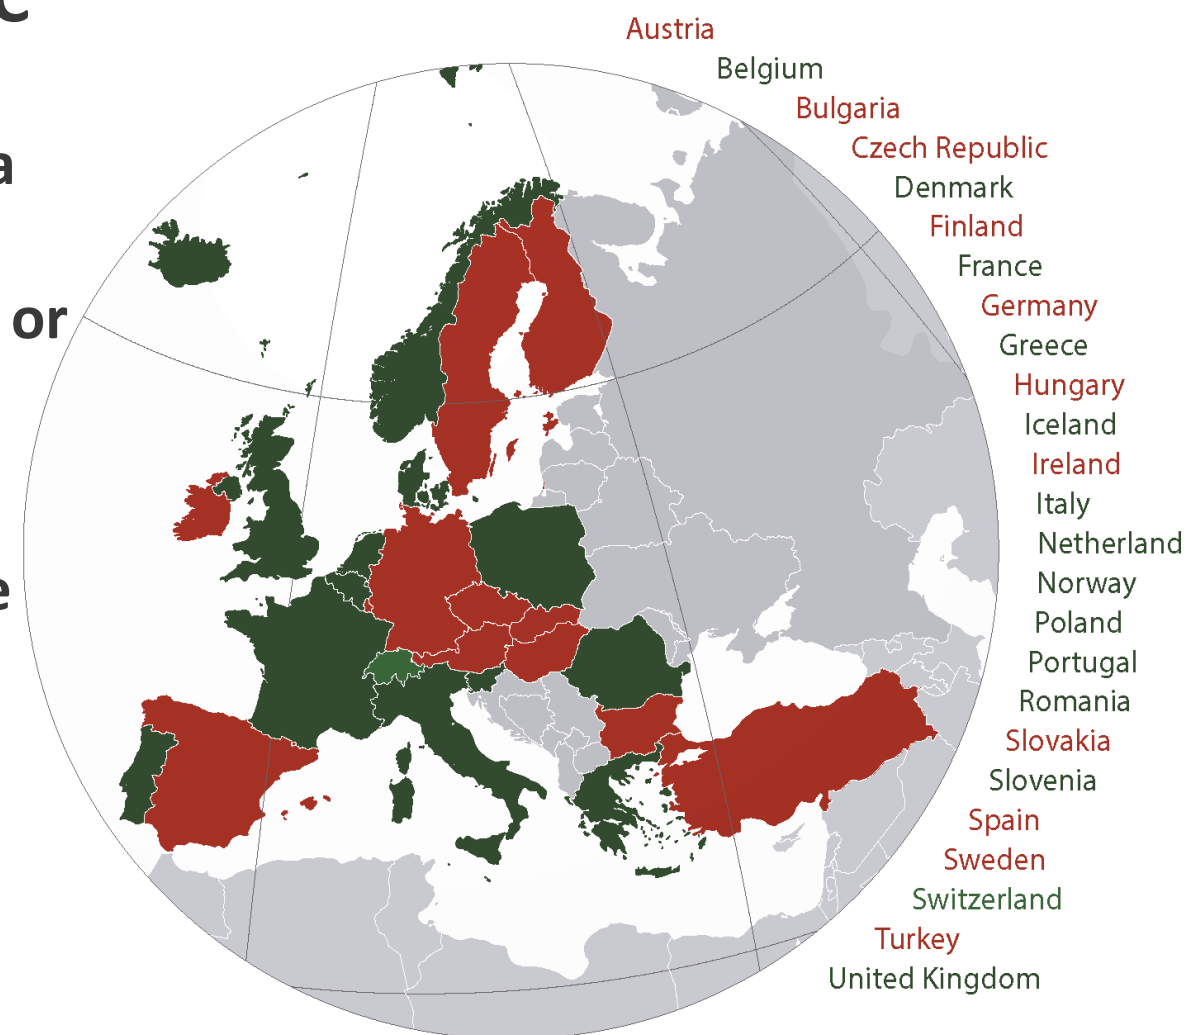 C
Austria
Belgium
Bulgaria
a
Czech Republic
Denmark
Finland
France
Germany
or
Greece
Hungary
Iceland
Ireland
Italy
Netherland
Norway
e
Poland
Portugal
Romania
Slovakia
Slovenia
Spain
Sweden
Switzerland
Turkey
United Kingdom